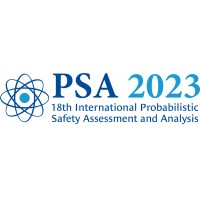 PSA 2023
18th International Probabilistic
Safety Assessment and Analysis